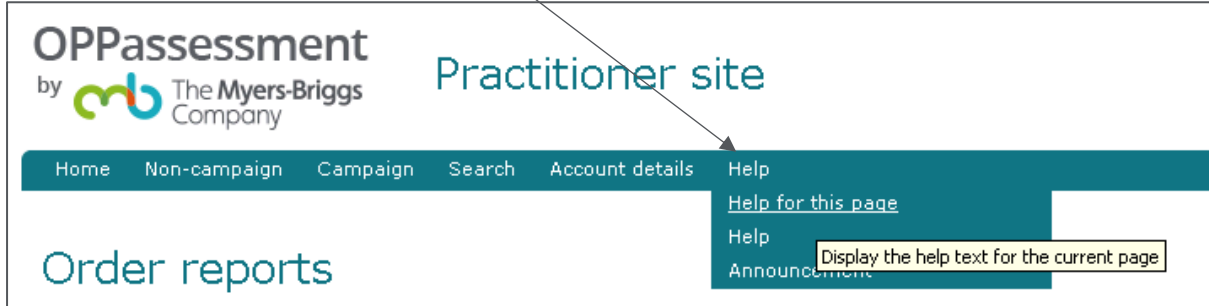 OPPassessment
by The Myers-Briggs
Company
Practitioner site
Home Non-campaign Campaign Search Account details Help
Help for this page
Help
Display the help text for the current page
Announcement
Order reports